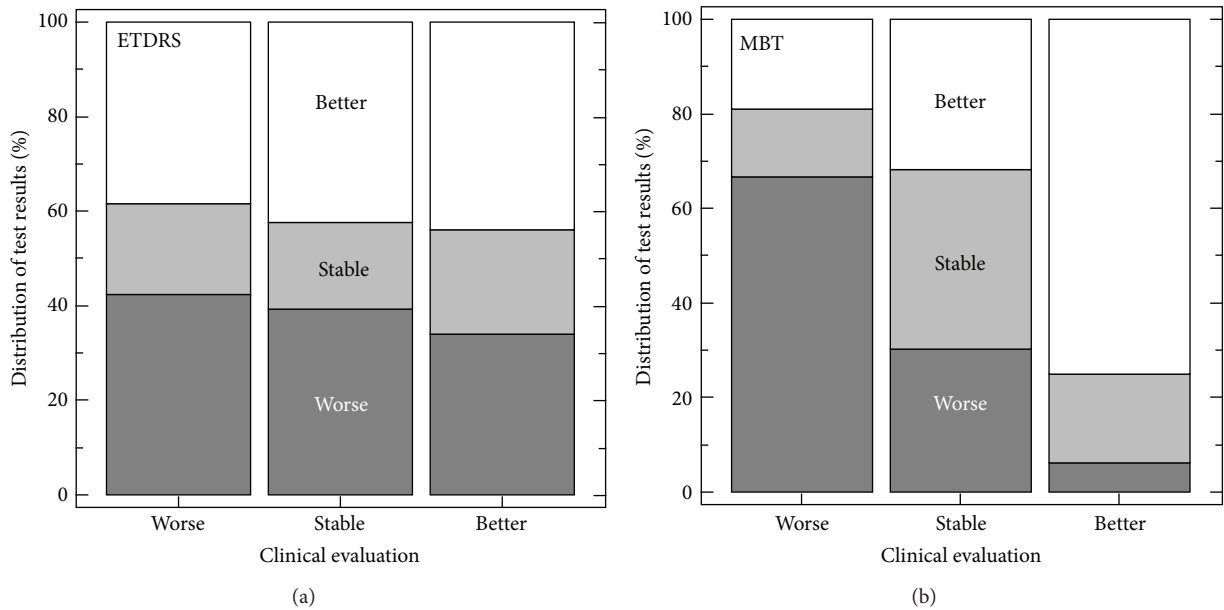 100
80
60
40
20
0
Distribution of test results (%)
ETDRS
Better
Stable
Worse
Worse
Stable
Better
Clinical evaluation
(a)
100
80
60
40
20
0
Distribution of test results (%)
MBT
Better
Stable
Worse
Worse
Stable
Better
Clinical evaluation
(b)